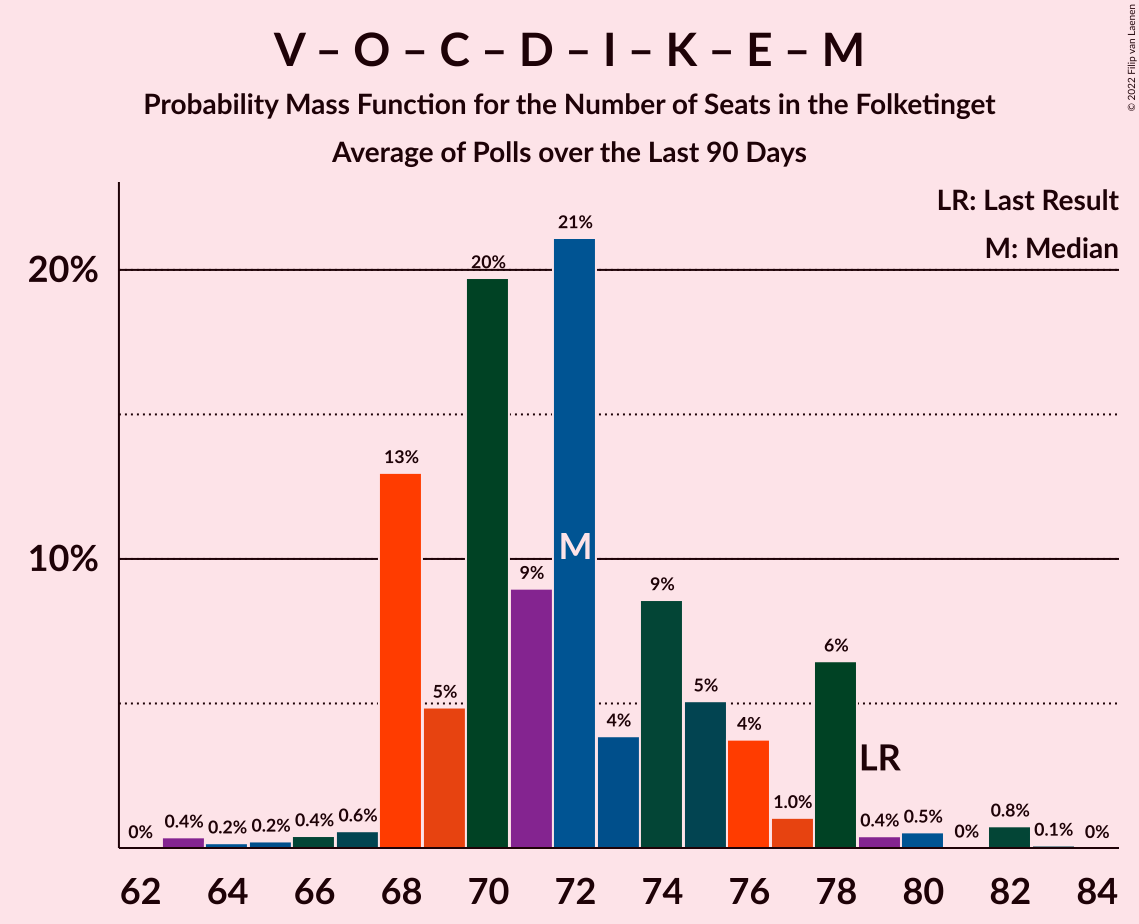 V – O – C – D – I – K – E – M
Probability Mass Function for the Number of Seats in the Folketinget
Average of Polls over the Last 90 Days
© 2022 Filip van Laenen
LR: Last Result
M: Median
20%
10%
0%
0.4%
0.2%
0.2%
0.4%
0.6%
13%
5%
20%
9%
21%
4%
9%
5%
4%
1.0%
6%
0.4%
0.5%
0%
0.8%
0.1%
0%
M
LR
62 64 66 68 70 72 74 76 78 80 82 84